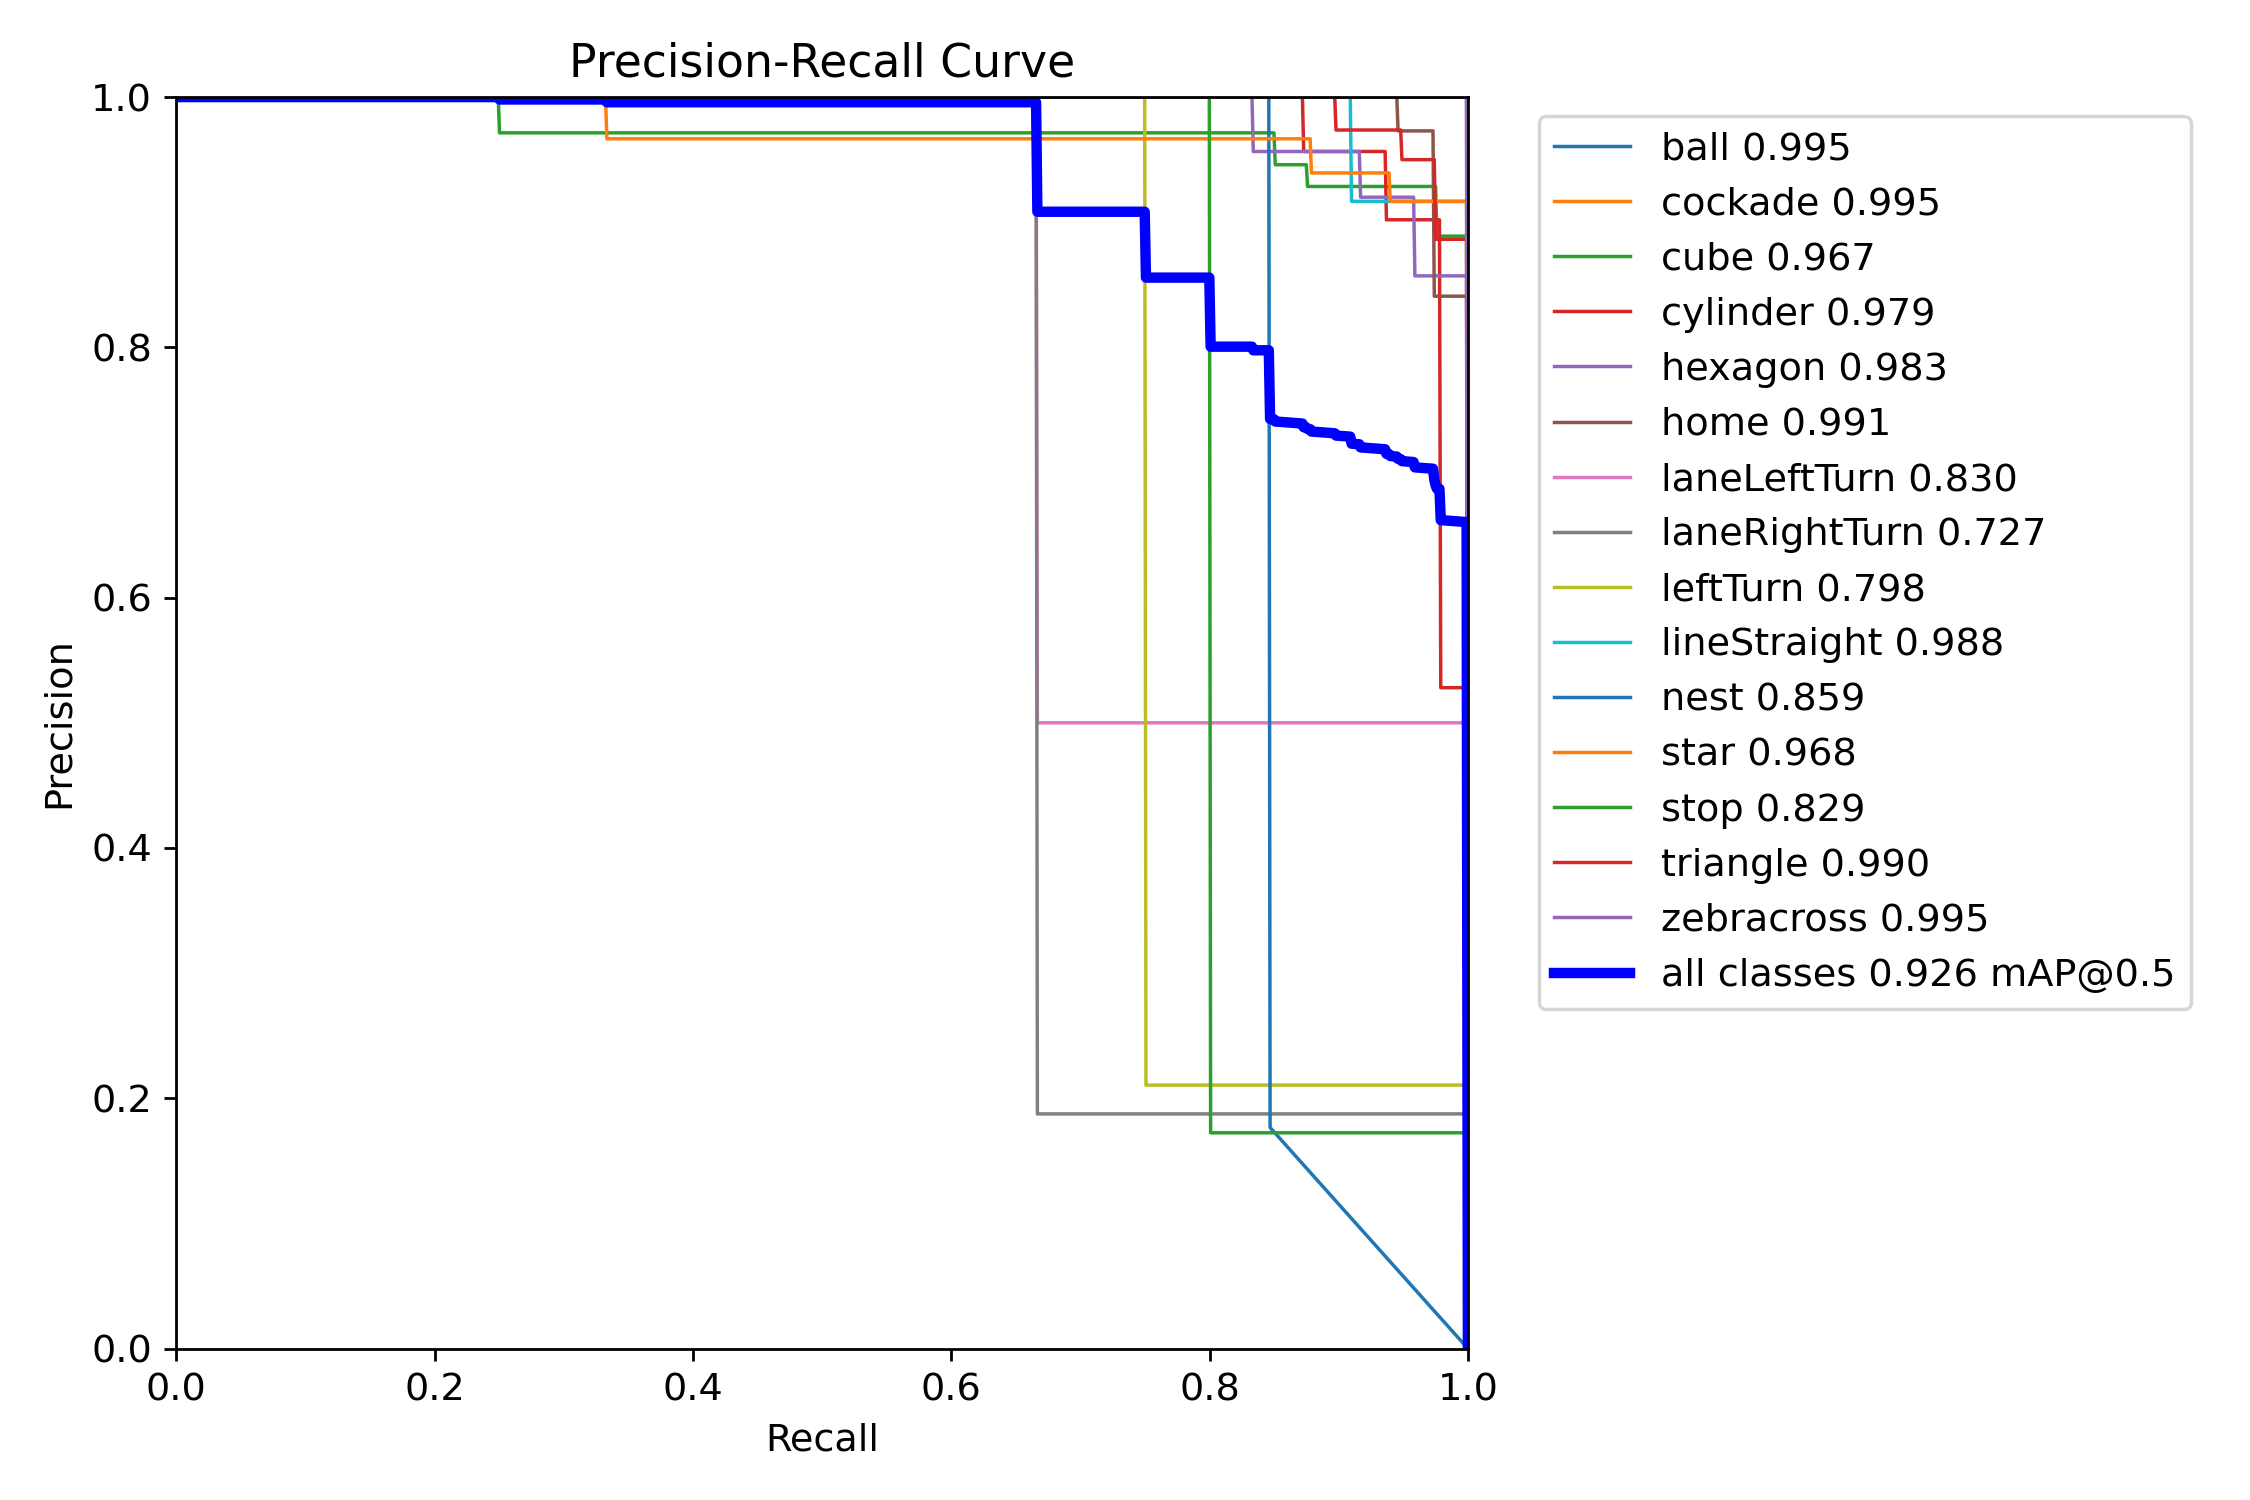 Precision-Recall Curve
1.0
0.8
0.6
0.4
0.2
0.0
Precision
0.0 0.2 0.4 0.6 0.8 1.0
Recall
ball 0.995
cockade 0.995
cube 0.967
cylinder 0.979
hexagon 0.983
home 0.991
laneLeftTurn 0.830
laneRightTurn 0.727
leftTurn 0.798
lineStraight 0.988
nest 0.859
star 0.968
stop 0.829
triangle 0.990
zebracross 0.995
all classes 0.926 mAP@0.5